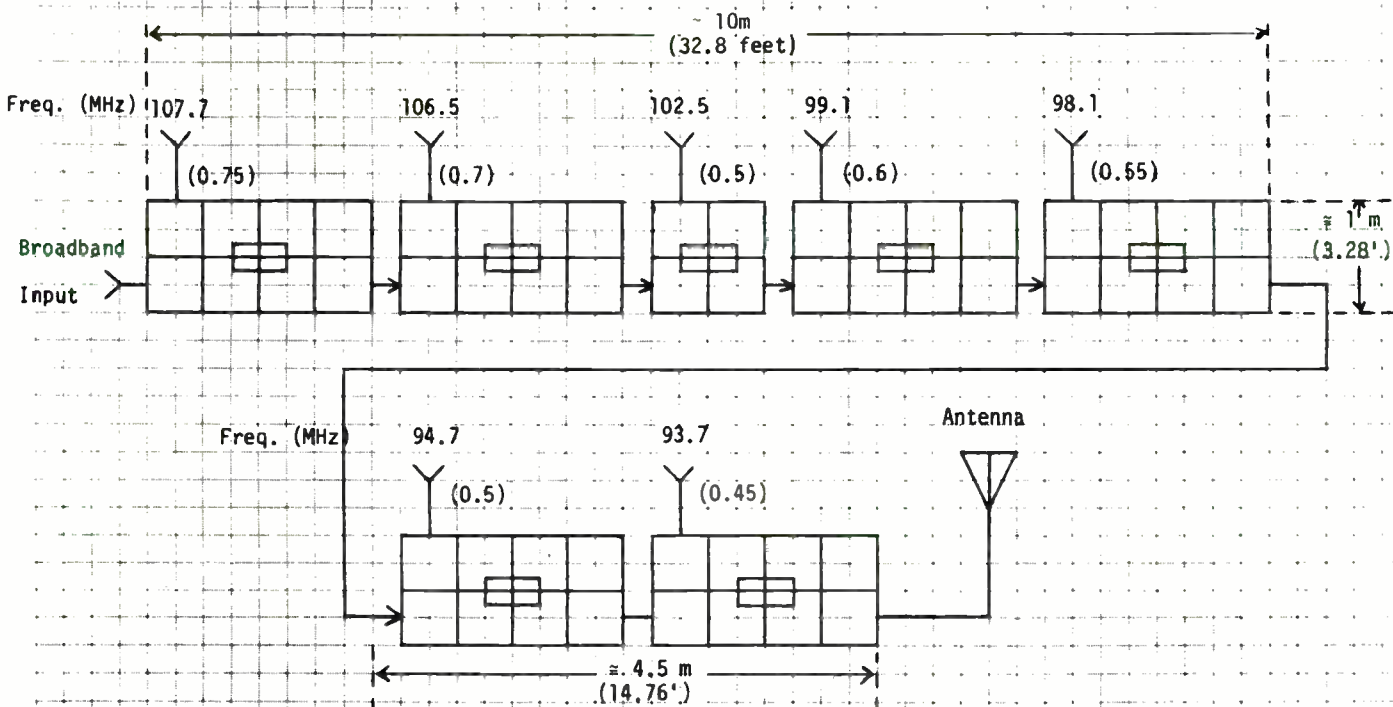 ~ 10m
(32.8 feet)
Freq. (MHz) 107.7 106.5 102.5 99.1 98.1
(0.75) (0.7) (0.5) (0.6) (0.55)
Broadband
Input
≅ 1 m
(3.28')
Antenna
Freq. (MHz) 94.7 93.7
(0.5) (0.45)
≅ 4.5 m
(14.76')